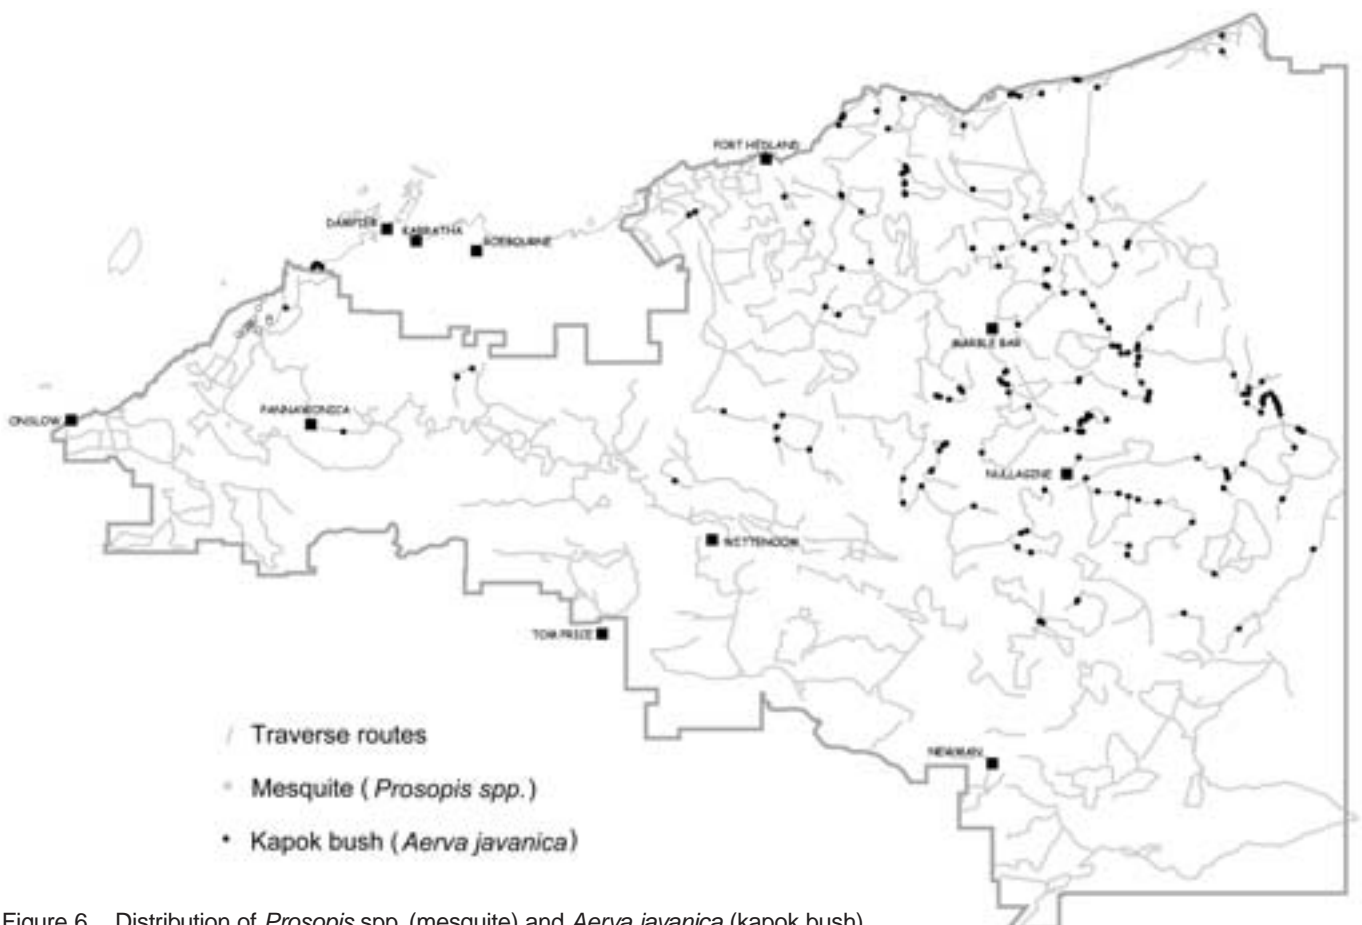 PORT HEDLAND
DAMPIER
KARRATHA
ROEBOURNE
MARBLE BAR
PANNAWONICA
ONSLOW
NULLAGINE
WITTENOOM
TOM PRICE
NEWMAN
Traverse routes
Mesquite (Prosopis spp.)
Kapok bush (Aerva javanica)
Figure 6 Distribution of Prosopis spp. (mesquite) and Aerva javanica (kapok bush)